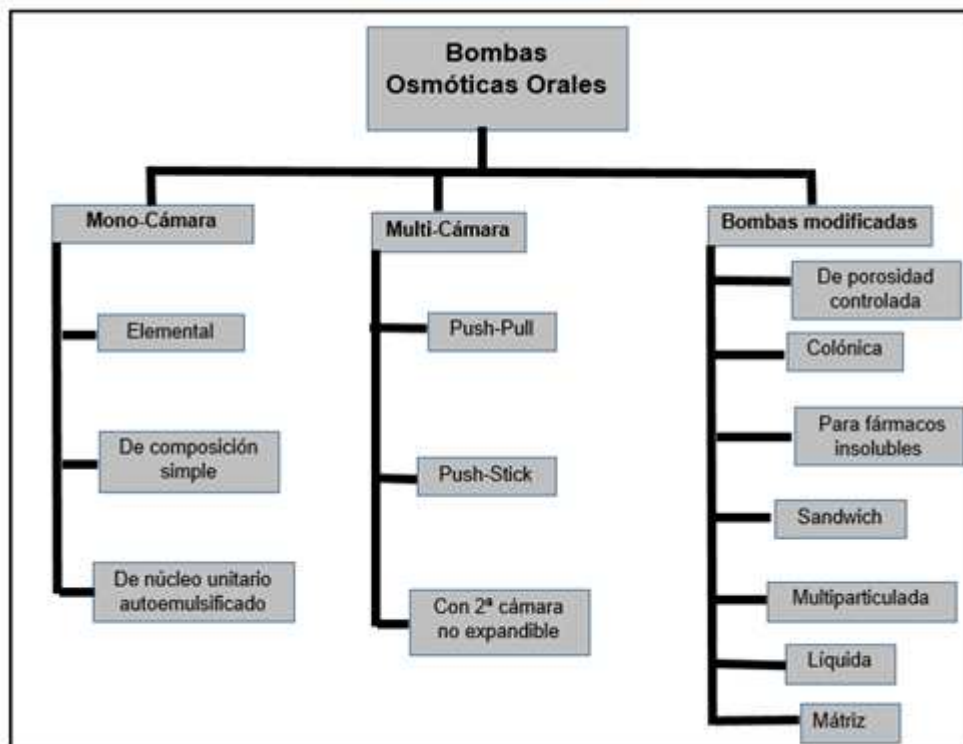 Bombas
Osmóticas Orales
Mono-Cámara
Elemental
De composición
simple
De núcleo unitario
autoemulsificado
Multi-Cámara
Push-Pull
Push-Stick
Con 2ª cámara
no expandible
Bombas modificadas
De porosidad
controlada
Colónica
Para fármacos
insolubles
Sandwich
Multiparticulada
Líquida
Mátriz